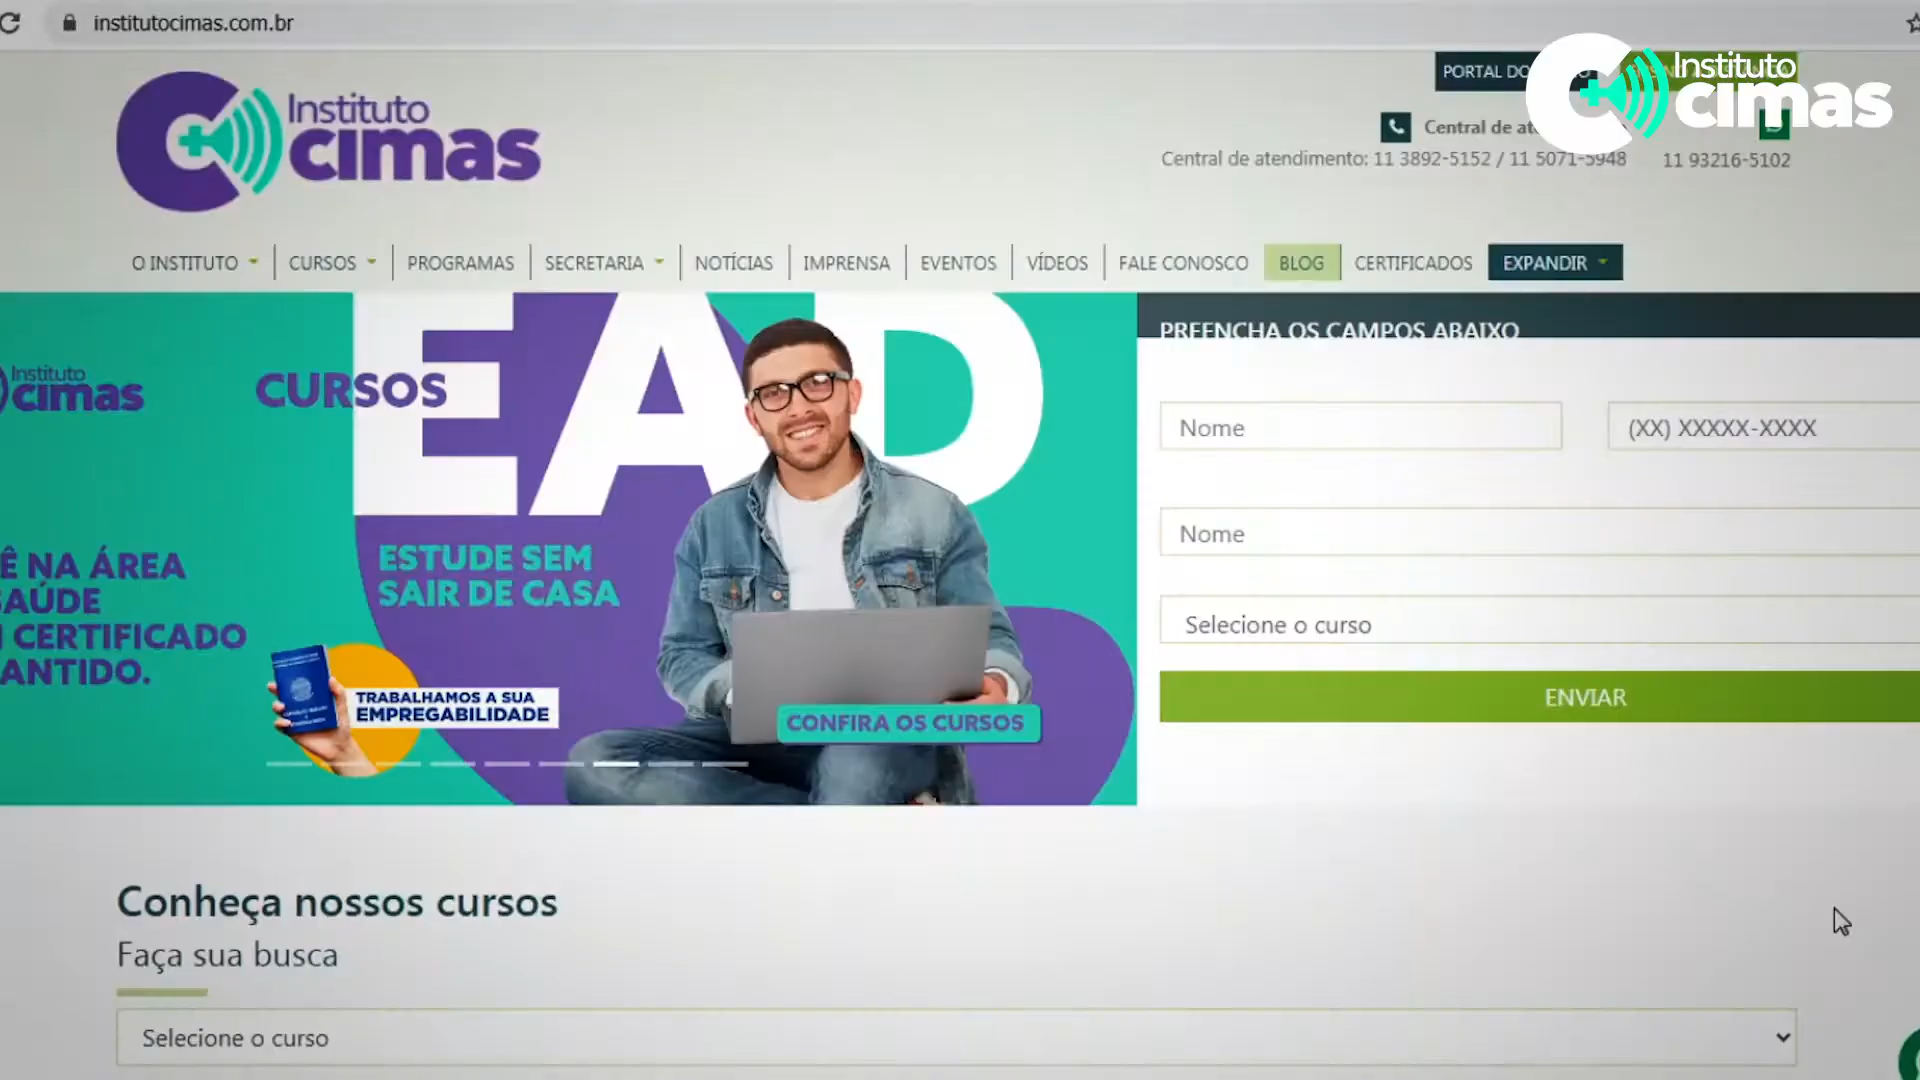 institutocimas.com.br
Instituto
cimas
PORTAL DO
Instituto
cimas
Central de
Central de atendimento: 11 3892-5152 / 11 5071-5948
11 93216-5102
O INSTITUTO
CURSOS
PROGRAMAS
SECRETARIA
NOTÍCIAS
IMPRENSA
EVENTOS
VÍDEOS
FALE CONOSCO
BLOG
CERTIFICADOS
EXPANDIR
Instituto
cimas
CURSOS
EAD
ESTUDE SEM
SAIR DE CASA
NA ÁREA
CERTIFICADO
TRABALHAMOS A SUA
EMPREGABILIDADE
CONFIRA OS CURSOS
PREENCHA OS CAMPOS ABAIXO
Nome
(XX) XXXXX-XXXX
Nome
Selecione o curso
ENVIAR
Conheça nossos cursos
Faça sua busca
Selecione o curso